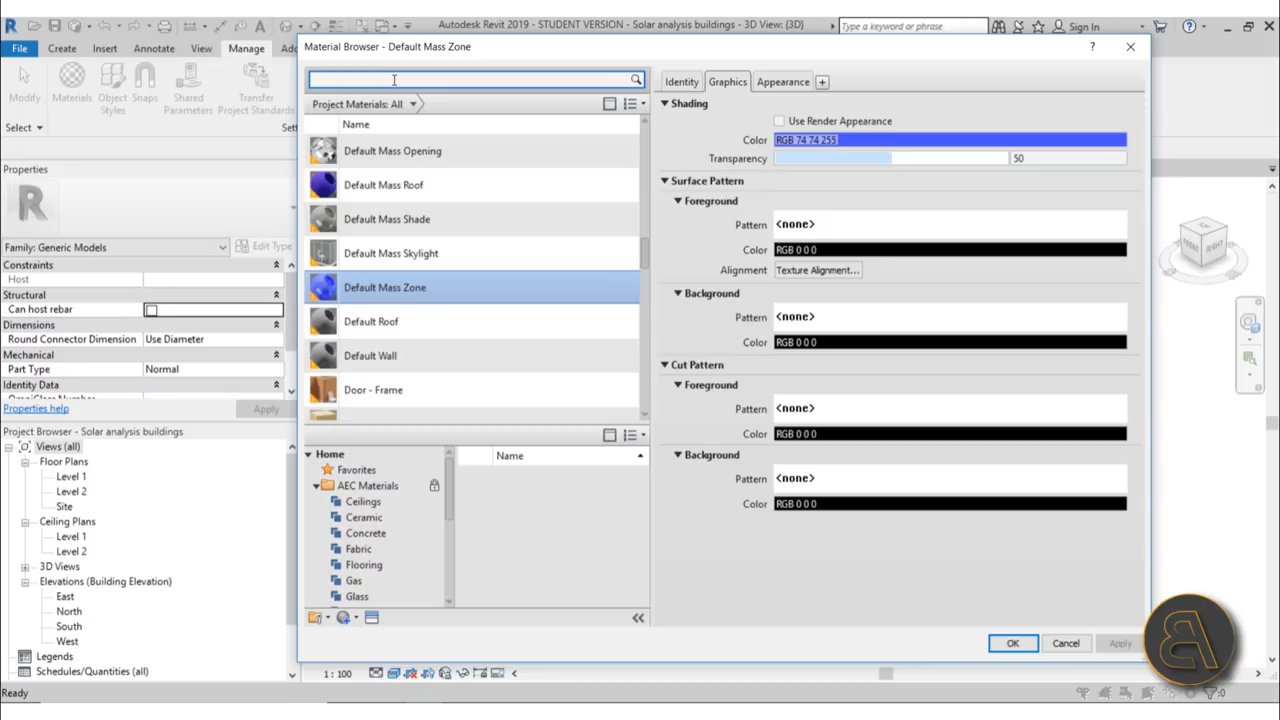 Autodesk Revit 2019 - STUDENT VERSION - Solar analysis buildings - 3D View: {3D}
Type a keyword or phrase
Sign In
File
Create
Insert
Annotate
View
Manage
Modify
Materials
Object Styles
Snaps
Shared Parameters
Transfer Project Standards
Select
Properties
Family: Generic Models
Edit Type
Constraints
Host
Structural
Can host rebar
Dimensions
Round Connector Dimension Use Diameter
Mechanical
Part Type Normal
Identity Data
Properties help
Apply
Project Browser - Solar analysis buildings
Views (all)
Floor Plans
Level 1
Level 2
Site
Ceiling Plans
Level 1
Level 2
3D Views
Elevations (Building Elevation)
East
North
South
West
Legends
Schedules/Quantities (all)
Ready
Material Browser - Default Mass Zone
Project Materials: All
Name
Default Mass Opening
Default Mass Roof
Default Mass Shade
Default Mass Skylight
Default Mass Zone
Default Roof
Default Wall
Door - Frame
Home
Favorites
AEC Materials
Ceilings
Ceramic
Concrete
Fabric
Flooring
Gas
Glass
Name
Identity
Graphics
Appearance
Shading
Use Render Appearance
Color RGB 74 74 255
Transparency 50
Surface Pattern
Foreground
Pattern <none>
Color RGB 0 0 0
Alignment Texture Alignment...
Background
Pattern <none>
Color RGB 0 0 0
Cut Pattern
Foreground
Pattern <none>
Color RGB 0 0 0
Background
Pattern <none>
Color RGB 0 0 0
OK
Cancel
Apply
1 : 100
FRONT
RIGHT
:0